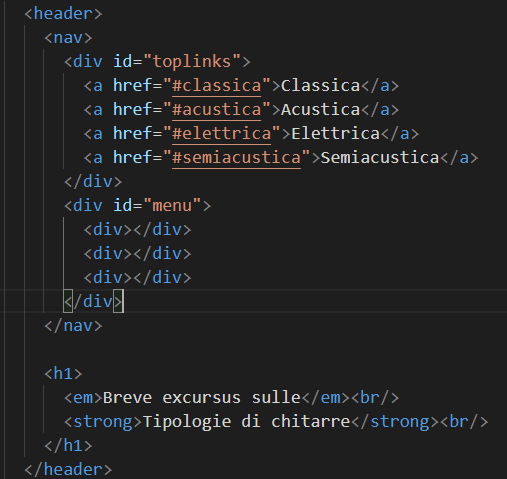 <header>
<nav>
<div id="toplinks">
<a href="#classica">Classica</a>
<a href="#acustica">Acustica</a>
<a href="#elettrica">Elettrica</a>
<a href="#semiacustica">Semiacustica</a>
</div>
<div id="menu">
<div></div>
<div></div>
<div></div>
</div>
</nav>
<h1>
<em>Breve excursus sulle</em><br/>
<strong>Tipologie di chitarre</strong><br/>
</h1>
</header>